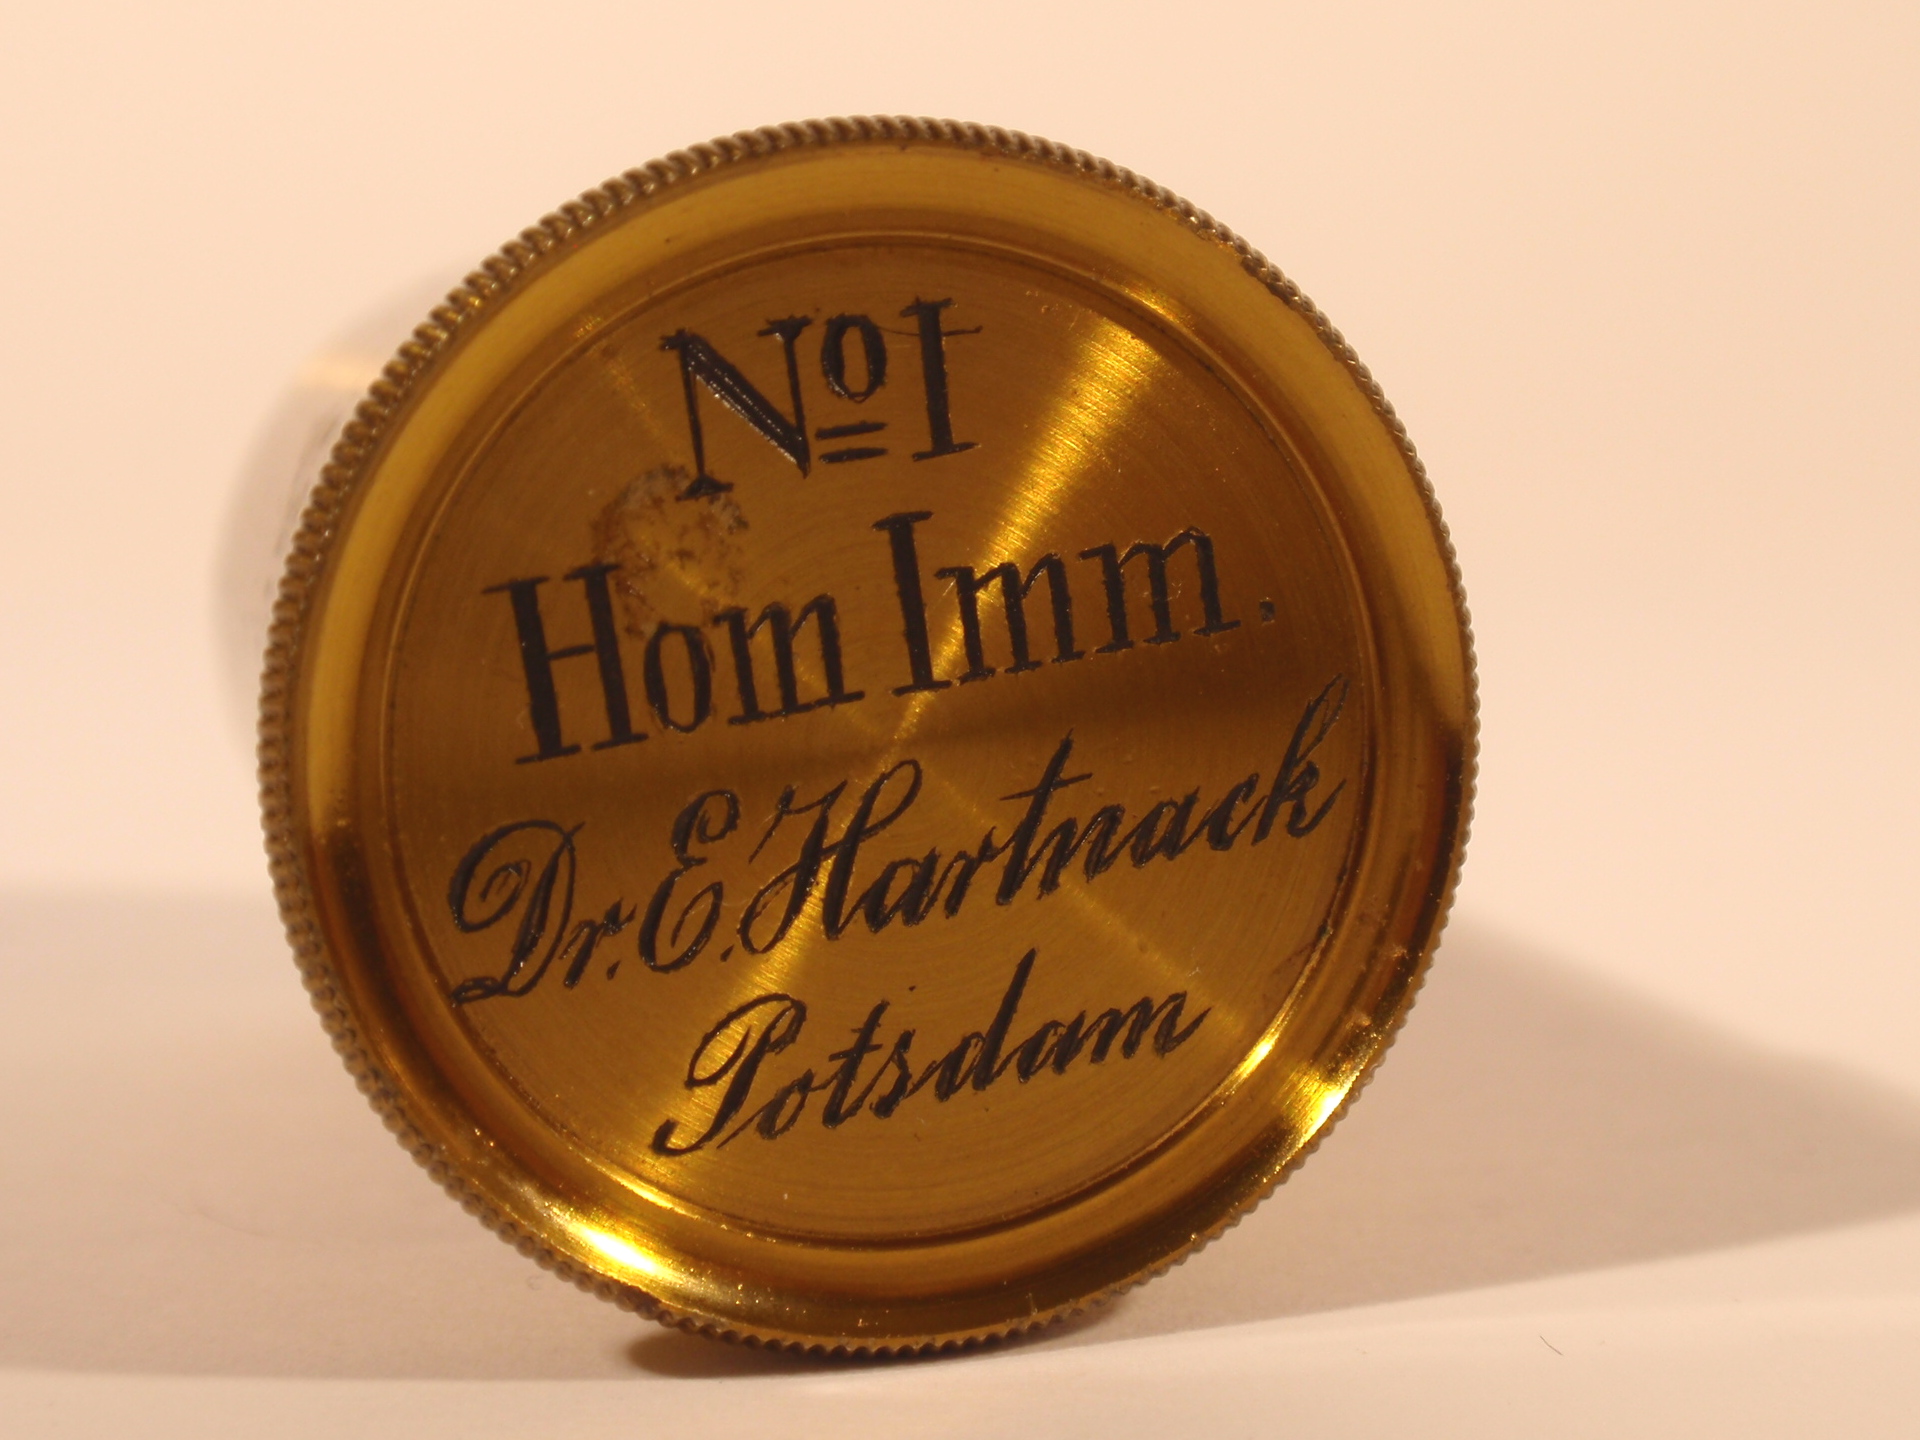 No I
Hom Imm.
Dr. E. Hartnack
Potsdam